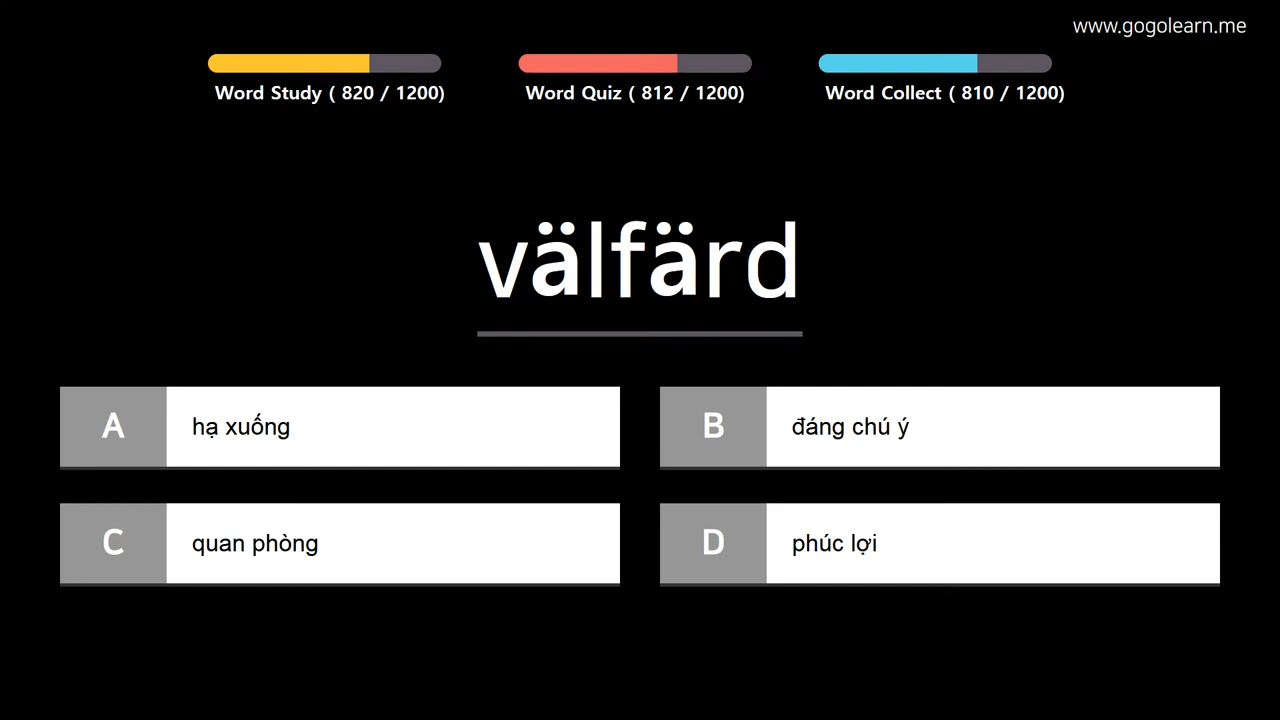 www.gogolearn.me
Word Study ( 820 / 1200)
Word Quiz ( 812 / 1200)
Word Collect ( 810 / 1200)
välfärd
A
hạ xuống
B
đáng chú ý
C
quan phòng
D
phúc lợi